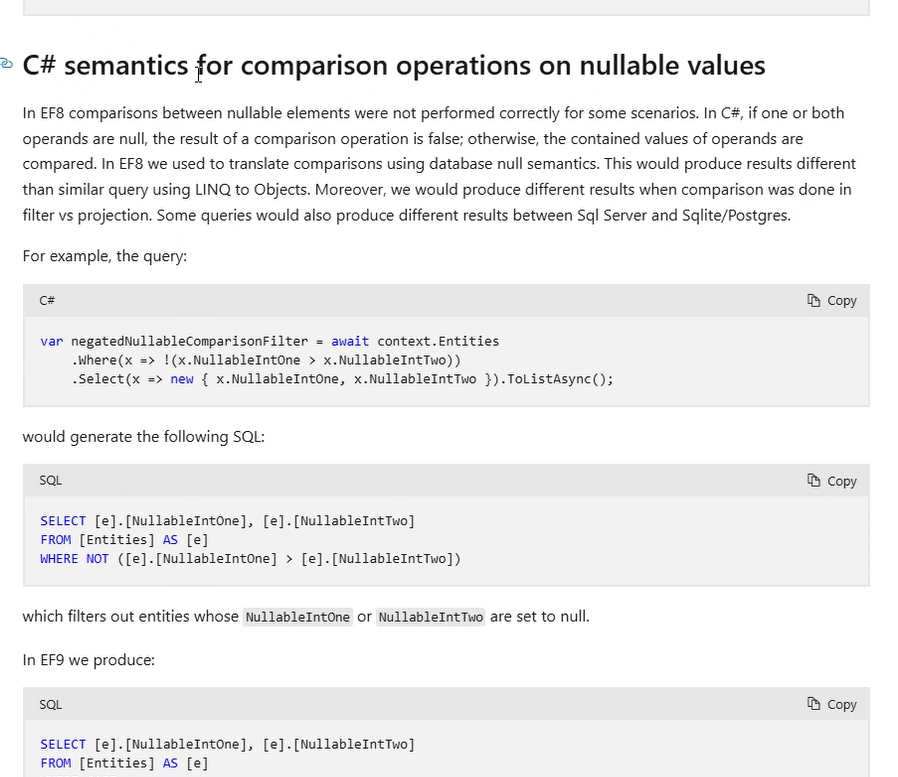 C# semantics for comparison operations on nullable values
In EF8 comparisons between nullable elements were not performed correctly for some scenarios. In C#, if one or both
operands are null, the result of a comparison operation is false; otherwise, the contained values of operands are
compared. In EF8 we used to translate comparisons using database null semantics. This would produce results different
than similar query using LINQ to Objects. Moreover, we would produce different results when comparison was done in
filter vs projection. Some queries would also produce different results between Sql Server and Sqlite/Postgres.
For example, the query:
C# Copy
var negatedNullableComparisonFilter = await context.Entities
    .Where(x => !(x.NullableIntOne > x.NullableIntTwo))
    .Select(x => new { x.NullableIntOne, x.NullableIntTwo }).ToListAsync();
would generate the following SQL:
SQL Copy
SELECT [e].[NullableIntOne], [e].[NullableIntTwo]
FROM [Entities] AS [e]
WHERE NOT ([e].[NullableIntOne] > [e].[NullableIntTwo])
which filters out entities whose NullableIntOne or NullableIntTwo are set to null.
In EF9 we produce:
SQL Copy
SELECT [e].[NullableIntOne], [e].[NullableIntTwo]
FROM [Entities] AS [e]